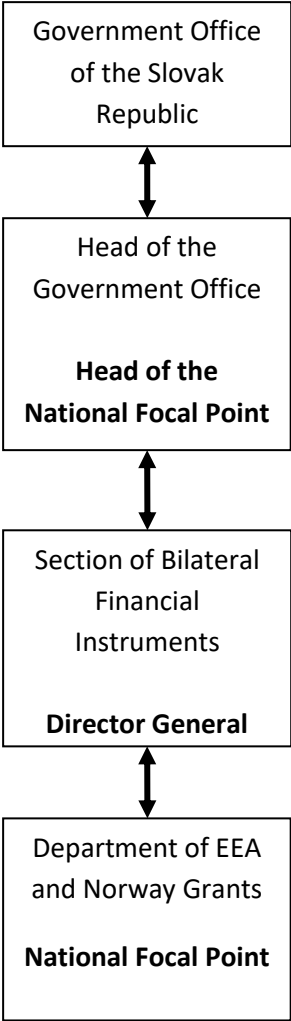 Government Office
of the Slovak
Republic
Head of the
Government Office
Head of the
National Focal Point
Section of Bilateral
Financial
Instruments
Director General
Department of EEA
and Norway Grants
National Focal Point